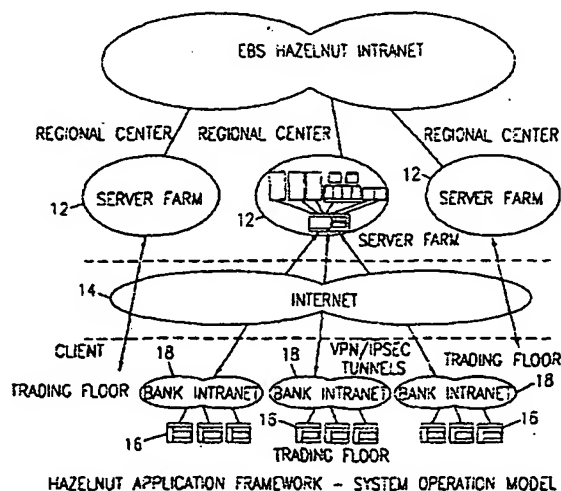 EBS HAZELNUT INTRANET
REGIONAL CENTER REGIONAL CENTER REGIONAL CENTER
12 SERVER FARM
12 SERVER FARM
12 SERVER FARM
14 INTERNET
CLIENT
VPN/IPSEC TUNNELS
TRADING FLOOR
TRADING FLOOR
18 BANK INTRANET
18 BANK INTRANET
BANK INTRANET 18
16
16
16
TRADING FLOOR
HAZELNUT APPLICATION FRAMEWORK - SYSTEM OPERATION MODEL